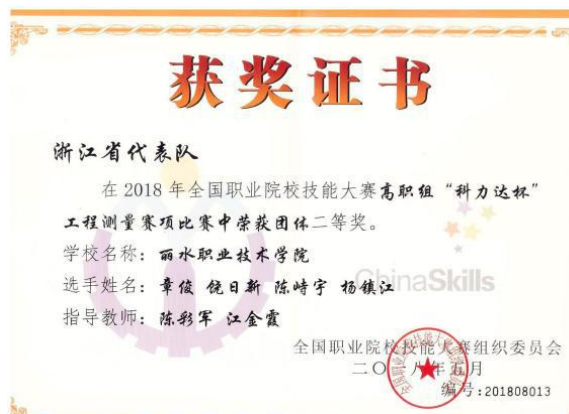 获奖证书
浙江省代表队
在 2018 年全国职业院校技能大赛高职组“科力达杯”
工程测量赛项比赛中荣获团体二等奖。
学校名称：丽水职业技术学院
选手姓名：章俊 饶日新 陈峙宇 杨镇江
指导教师：陈彩军 江金霞
ChinaSkills
全国职业院校技能大赛组织委员会
二〇一八年五月
编号:201808013